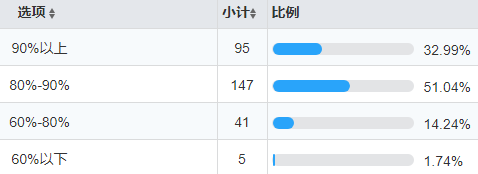 选项 小计 比例
90%以上 95 32.99%
80%-90% 147 51.04%
60%-80% 41 14.24%
60%以下 5 1.74%